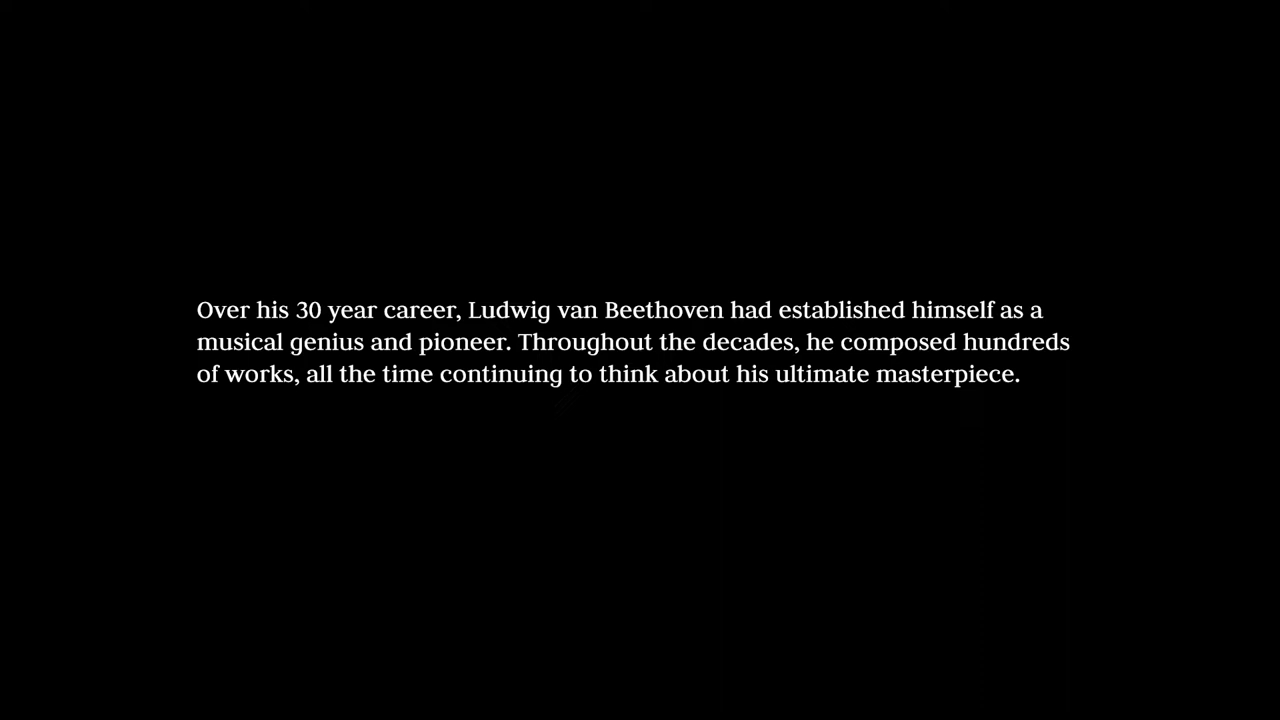 Over his 30 year career, Ludwig van Beethoven had established himself as a
musical genius and pioneer. Throughout the decades, he composed hundreds
of works, all the time continuing to think about his ultimate masterpiece.